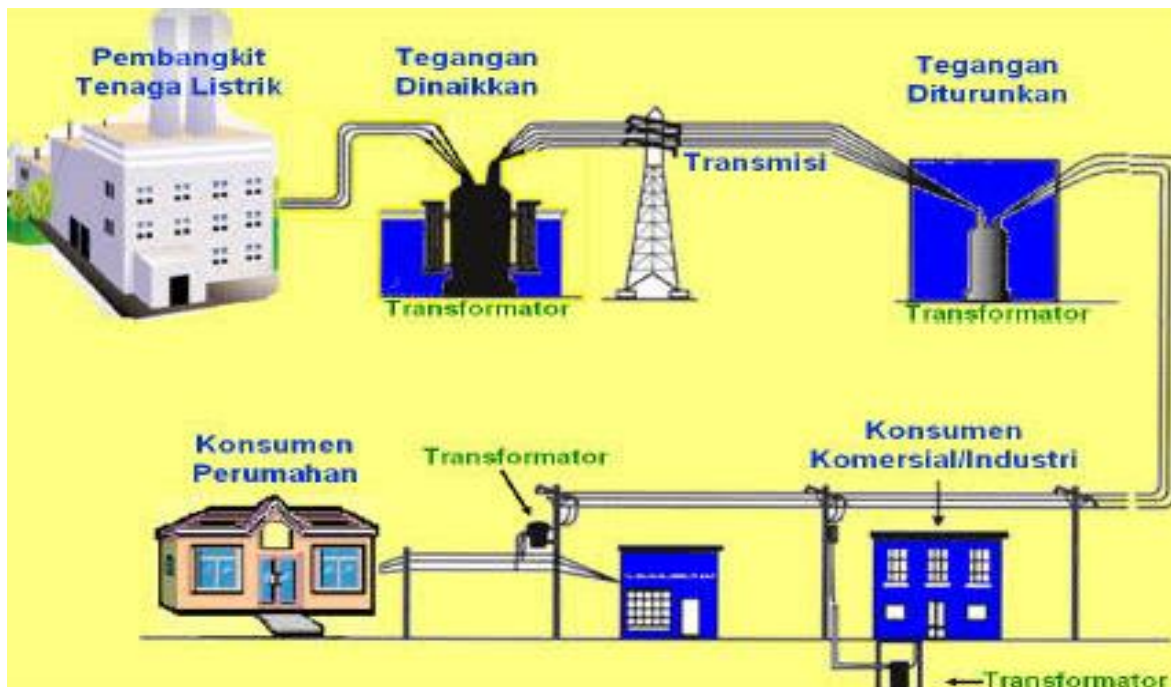 Pembangkit
Tenaga Listrik
Tegangan
Dinaikkan
Tegangan
Diturunkan
Transmisi
Transformator
Transformator
Konsumen
Perumahan
Transformator
Konsumen
Komersial/Industri
Transformator